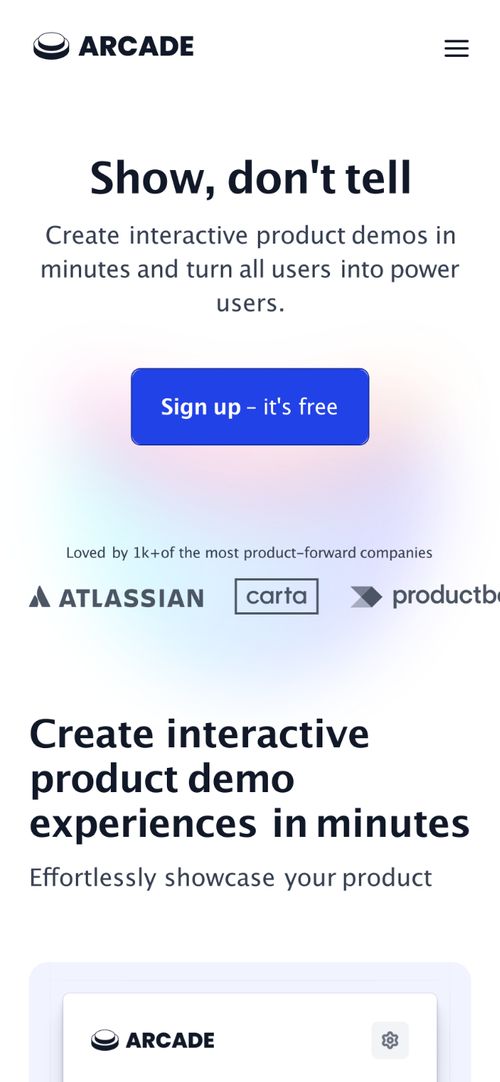 ARCADE
Show, don't tell
Create interactive product demos in
minutes and turn all users into power
users.
Sign up – it's free
Loved by 1k+of the most product-forward companies
ATLASSIAN carta productbo
Create interactive
product demo
experiences in minutes
Effortlessly showcase your product
ARCADE